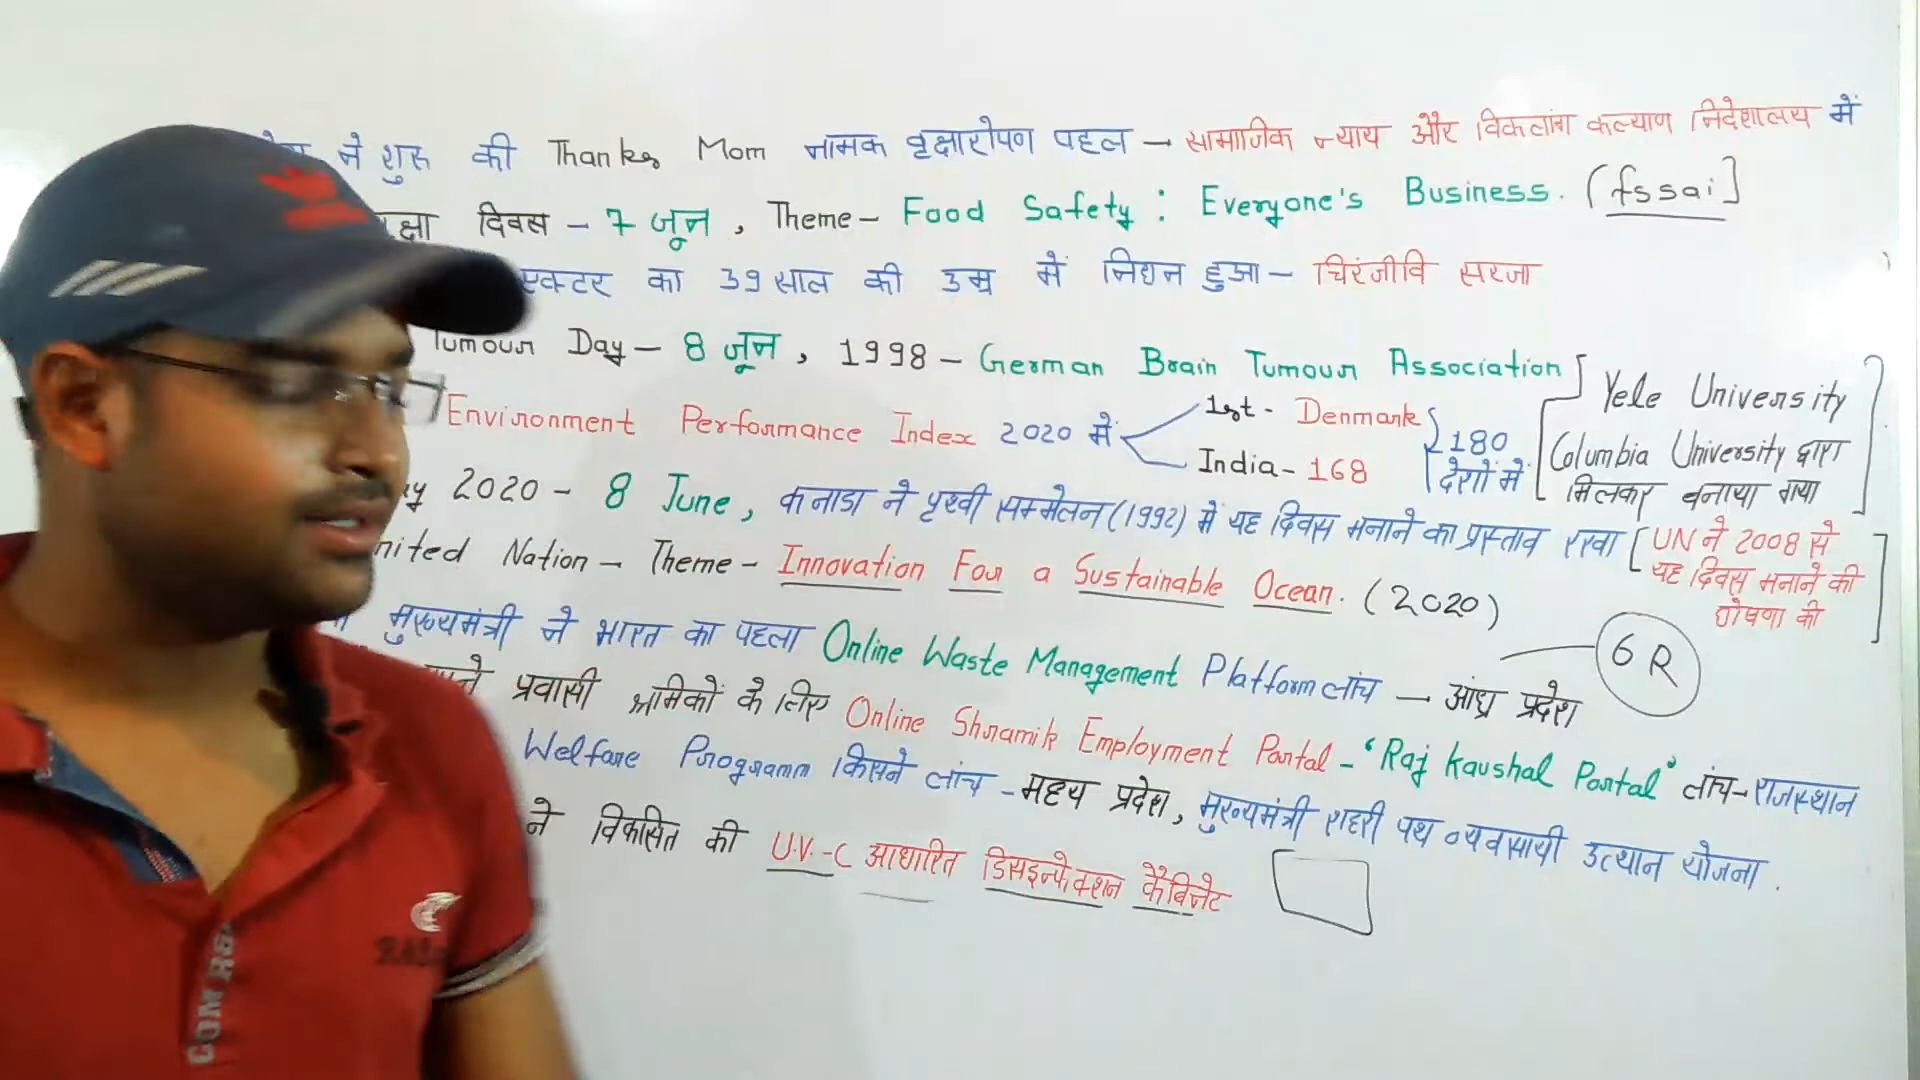 ने शुरू की Thanks Mom नामक वृक्षारोपण पहल → सामाजिक न्याय और विकलांग कल्याण निदेशालय में
क्षा दिवस - 7 जून, Theme - Food Safety : Everyone's Business. (fssai]
एक्टर का 39 साल की उम्र में निधन हुआ - चिरंजीवि सरजा
Tumour Day - 8 जून, 1998 - German Brain Tumour Association
Environment Performance Index 2020 में
1st - Denmark
India - 168
180
देशों में
Yele University
Columbia University द्वारा
मिलकर बनाया गया
2020 - 8 June, कनाडा ने पृथ्वी सम्मेलन (1992) में यह दिवस मनाने का प्रस्ताव रखा
[UN ने 2008 से
यह दिवस मनाने की
घोषणा की]
nited Nation - Theme - Innovation For a Sustainable Ocean. (2020)
मुख्यमंत्री ने भारत का पहला Online Waste Management Platform लांच → आंध्र प्रदेश
6R
प्रवासी श्रमिकों के लिए Online Shramik Employment Portal - 'Raj Kaushal Portal' लांच - राजस्थान
Welfare Programm किसने लांच - मध्य प्रदेश, मुख्यमंत्री शहरी पथ व्यवसायी उत्थान योजना.
ने विकसित की U.V.-C आधारित डिसइन्फेक्शन कैबिनेट